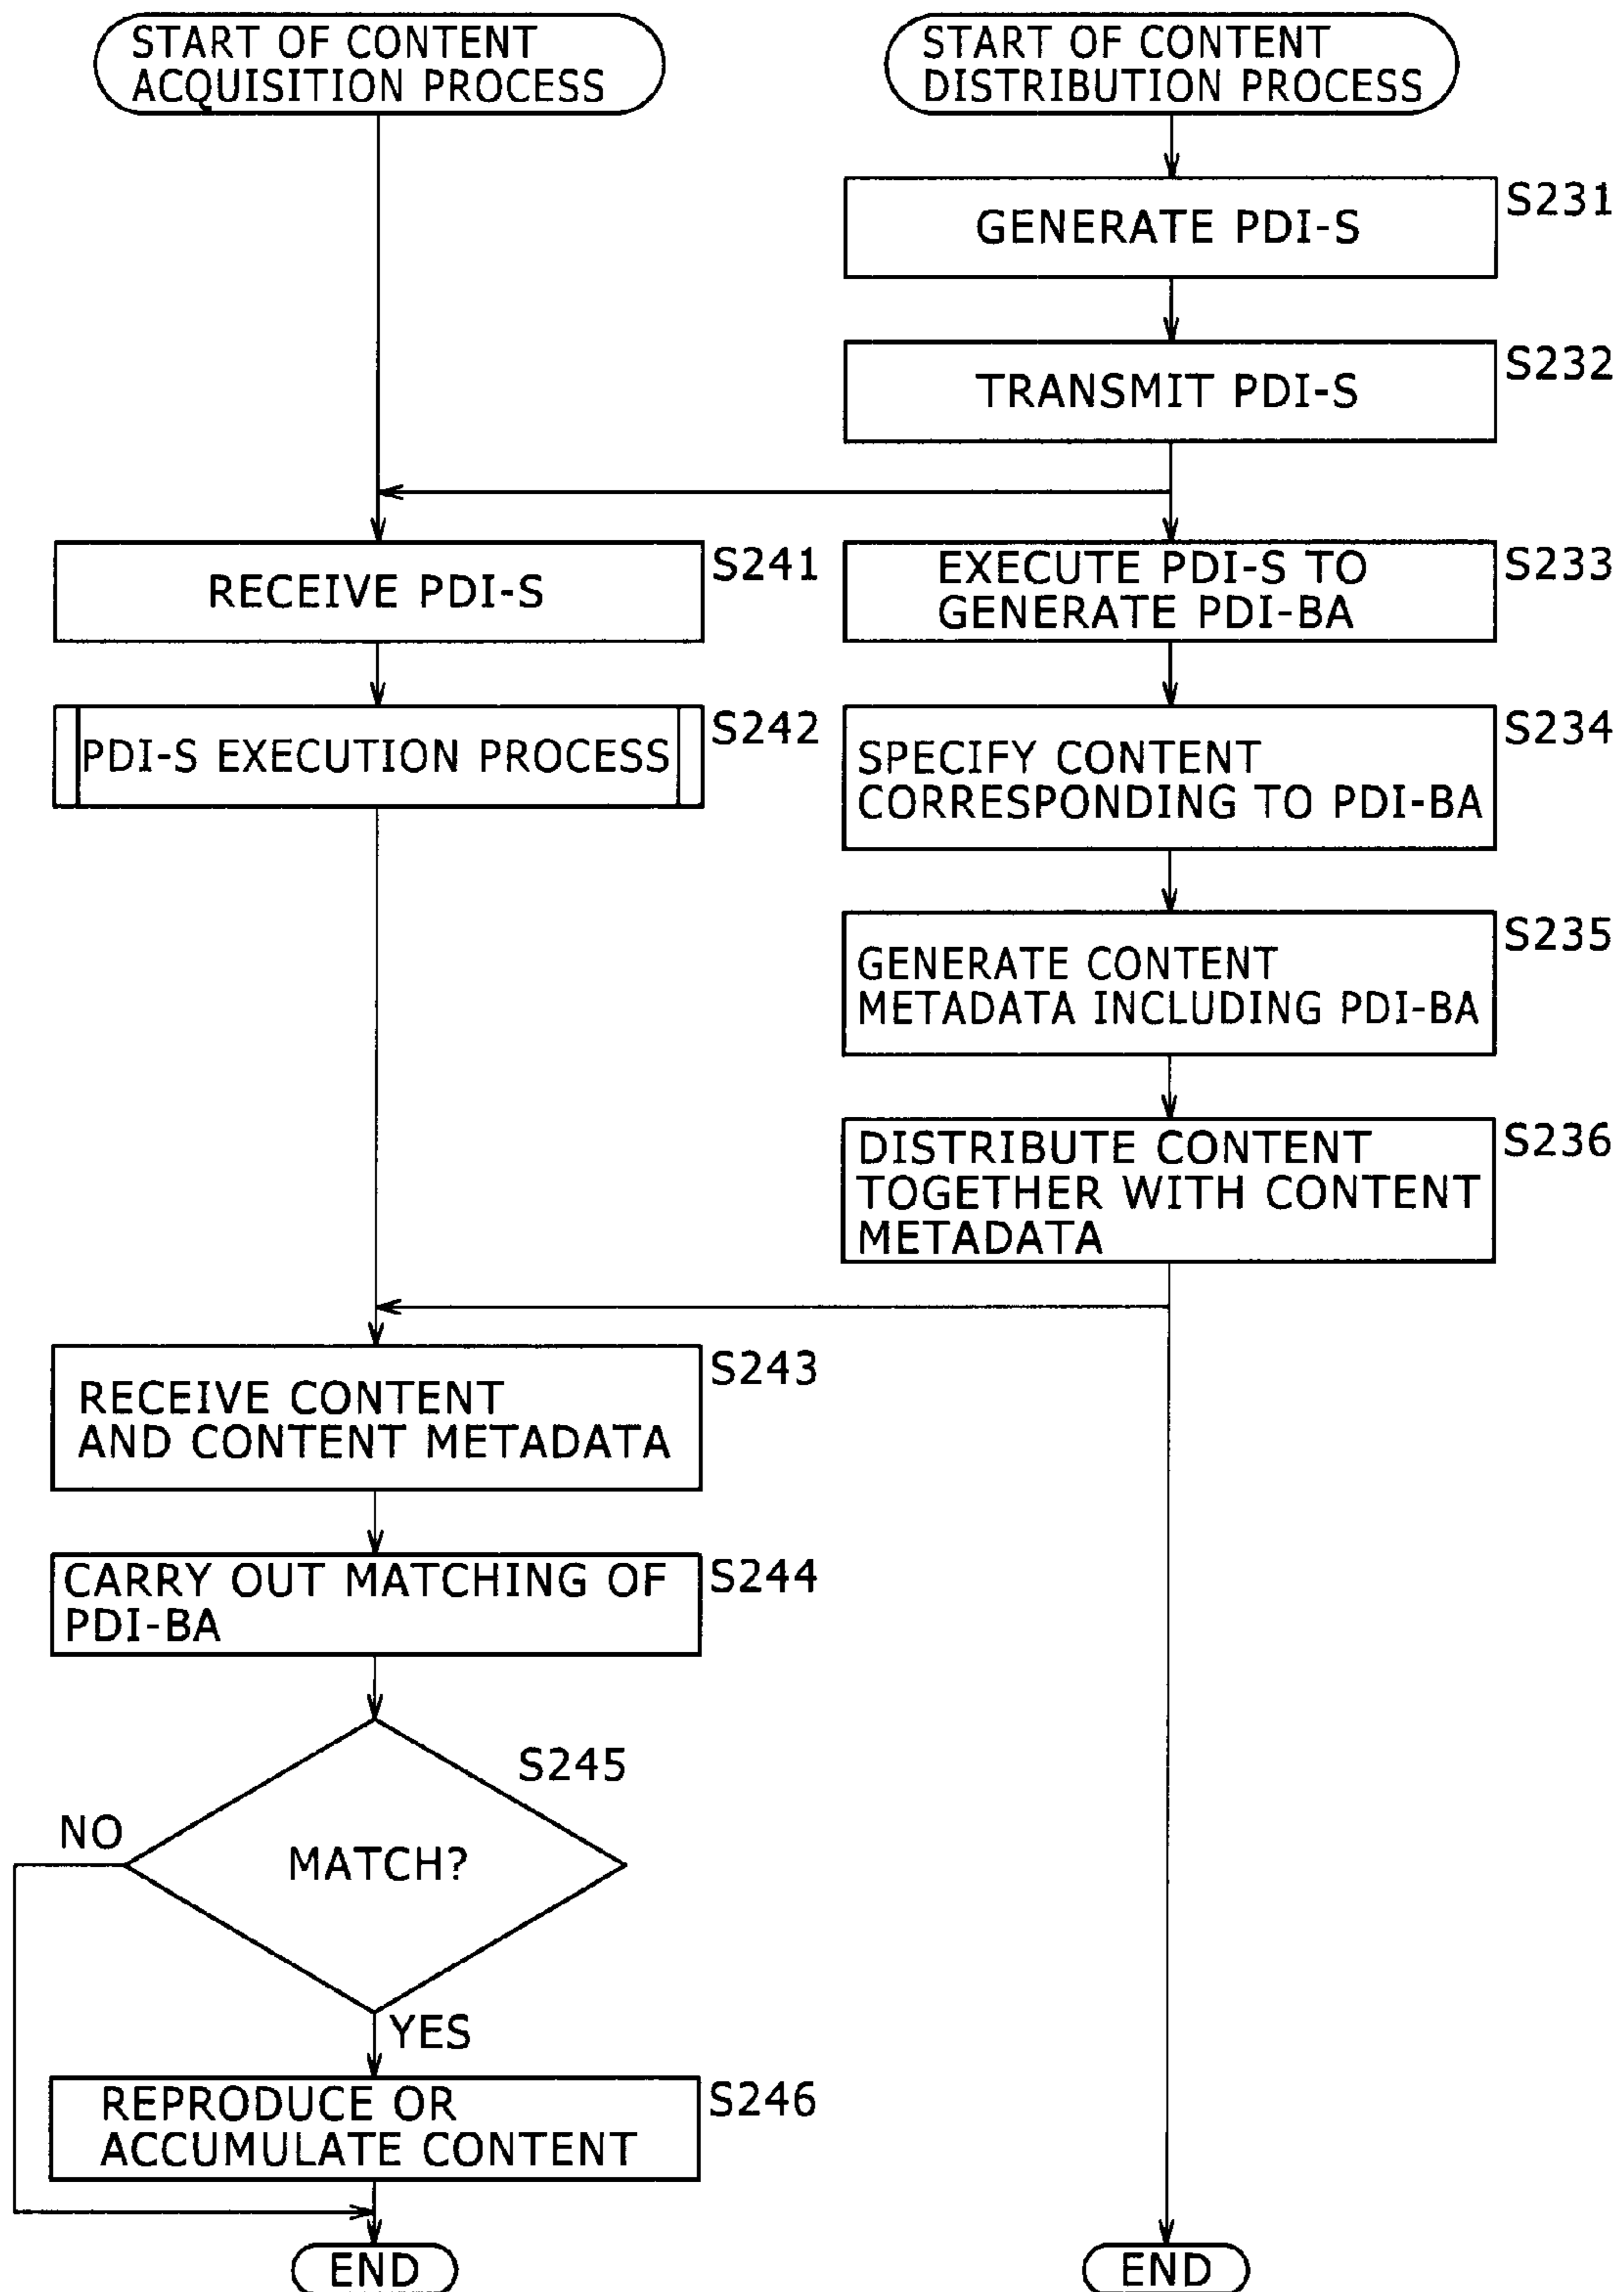 START OF CONTENT
ACQUISITION PROCESS
START OF CONTENT
DISTRIBUTION PROCESS
GENERATE PDI-S
S231
TRANSMIT PDI-S
S232
RECEIVE PDI-S
S241
EXECUTE PDI-S TO
GENERATE PDI-BA
S233
PDI-S EXECUTION PROCESS
S242
SPECIFY CONTENT
CORRESPONDING TO PDI-BA
S234
GENERATE CONTENT
METADATA INCLUDING PDI-BA
S235
DISTRIBUTE CONTENT
TOGETHER WITH CONTENT
METADATA
S236
RECEIVE CONTENT
AND CONTENT METADATA
S243
CARRY OUT MATCHING OF
PDI-BA
S244
S245
NO
MATCH?
YES
REPRODUCE OR
ACCUMULATE CONTENT
S246
END
END